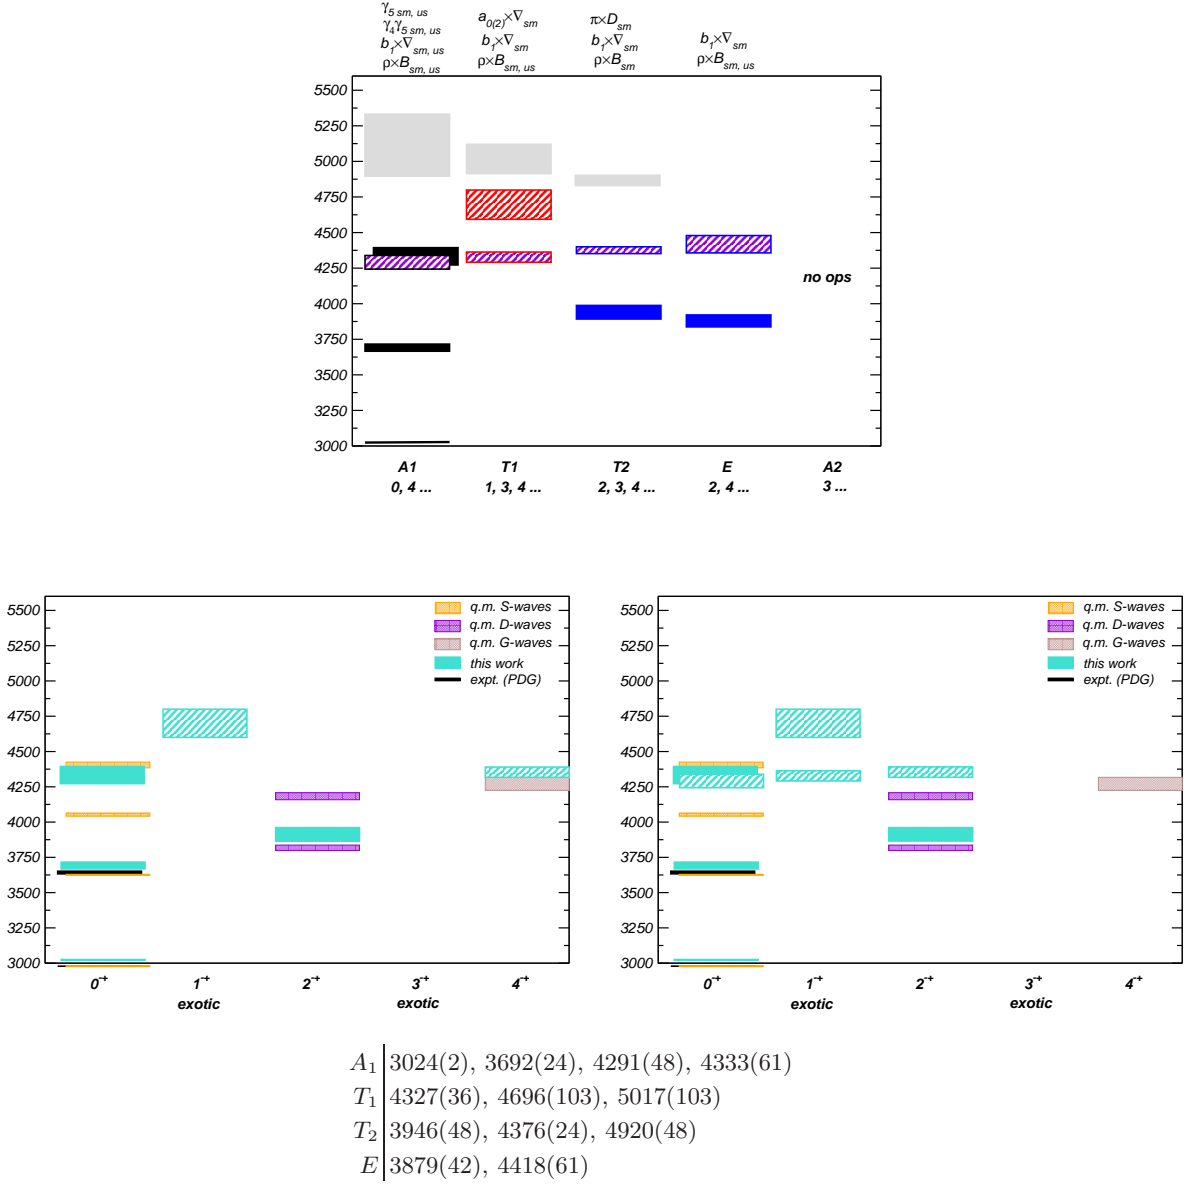 γ5 sm, us
γ4γ5 sm, us
b1×∇sm, us
ρ×Bsm, us
a0(2)×∇sm
b1×∇sm
ρ×Bsm, us
π×Dsm
b1×∇sm
ρ×Bsm
b1×∇sm
ρ×Bsm, us
5500
5250
5000
4750
4500
4250
4000
3750
3500
3250
3000
no ops
A1 T1 T2 E A2
0, 4 ... 1, 3, 4 ... 2, 3, 4 ... 2, 4 ... 3 ...
5500
5250
5000
4750
4500
4250
4000
3750
3500
3250
3000
q.m. S-waves
q.m. D-waves
q.m. G-waves
this work
expt. (PDG)
0-+ 1-+ 2-+ 3-+ 4-+
exotic exotic
5500
5250
5000
4750
4500
4250
4000
3750
3500
3250
3000
q.m. S-waves
q.m. D-waves
q.m. G-waves
this work
expt. (PDG)
0-+ 1-+ 2-+ 3-+ 4-+
exotic exotic
A1 3024(2), 3692(24), 4291(48), 4333(61)
T1 4327(36), 4696(103), 5017(103)
T2 3946(48), 4376(24), 4920(48)
E 3879(42), 4418(61)